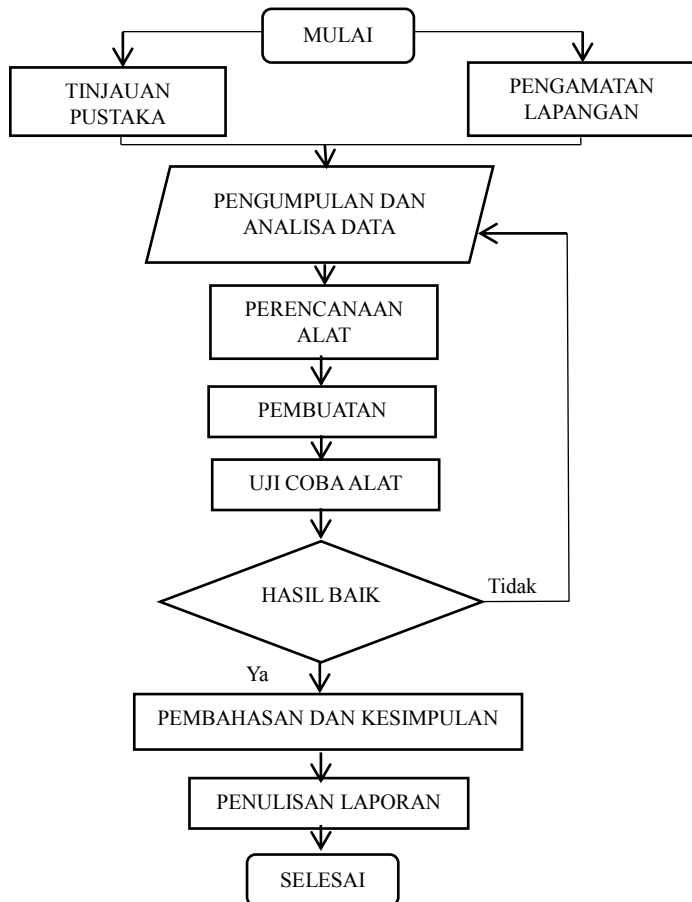 MULAI
TINJAUAN
PUSTAKA
PENGAMATAN
LAPANGAN
PENGUMPULAN DAN
ANALISA DATA
PERENCANAAN
ALAT
PEMBUATAN
UJI COBA ALAT
HASIL BAIK
Tidak
Ya
PEMBAHASAN DAN KESIMPULAN
PENULISAN LAPORAN
SELESAI